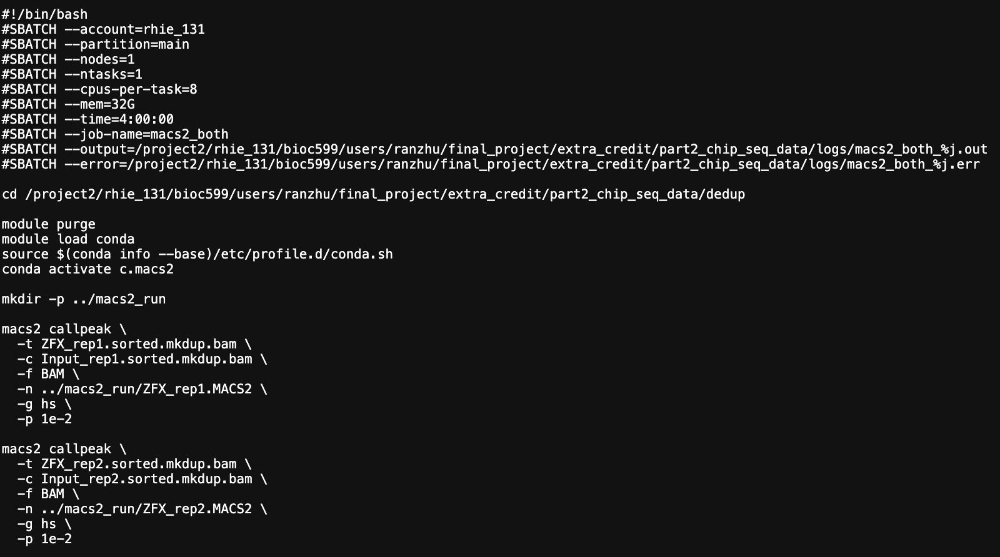 #!/bin/bash
#SBATCH --account=rhie_131
#SBATCH --partition=main
#SBATCH --nodes=1
#SBATCH --ntasks=1
#SBATCH --cpus-per-task=8
#SBATCH --mem=32G
#SBATCH --time=4:00:00
#SBATCH --job-name=macs2_both
#SBATCH --output=/project2/rhie_131/bioc599/users/ranzhu/final_project/extra_credit/part2_chip_seq_data/logs/macs2_both_%j.out
#SBATCH --error=/project2/rhie_131/bioc599/users/ranzhu/final_project/extra_credit/part2_chip_seq_data/logs/macs2_both_%j.err

cd /project2/rhie_131/bioc599/users/ranzhu/final_project/extra_credit/part2_chip_seq_data/dedup

module purge
module load conda
source $(conda info --base)/etc/profile.d/conda.sh
conda activate c.macs2

mkdir -p ../macs2_run

macs2 callpeak \
  -t ZFX_rep1.sorted.mkdup.bam \
  -c Input_rep1.sorted.mkdup.bam \
  -f BAM \
  -n ../macs2_run/ZFX_rep1.MACS2 \
  -g hs \
  -p 1e-2

macs2 callpeak \
  -t ZFX_rep2.sorted.mkdup.bam \
  -c Input_rep2.sorted.mkdup.bam \
  -f BAM \
  -n ../macs2_run/ZFX_rep2.MACS2 \
  -g hs \
  -p 1e-2